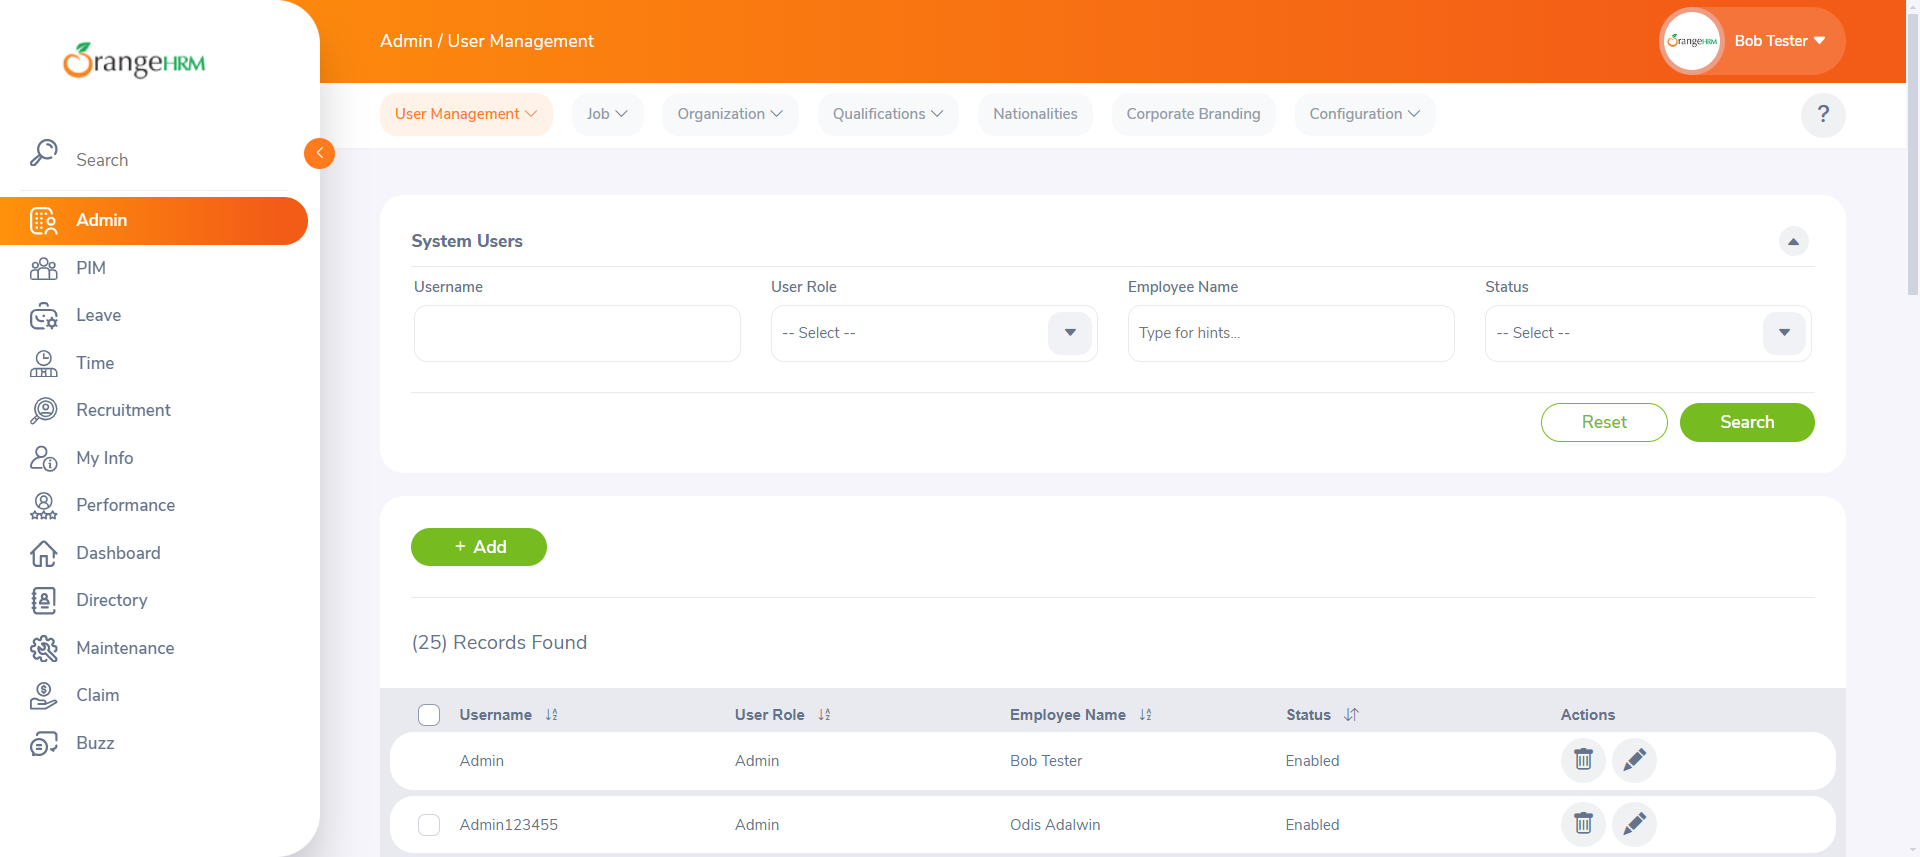 OrangeHRM
Admin / User Management
OrangeHRM
Bob Tester
User Management
Job
Organization
Qualifications
Nationalities
Corporate Branding
Configuration
?
Search
Admin
PIM
Leave
Time
Recruitment
My Info
Performance
Dashboard
Directory
Maintenance
Claim
Buzz
System Users
Username
User Role
Employee Name
Status
-- Select --
Type for hints...
-- Select --
Reset
Search
+ Add
(25) Records Found
Username
User Role
Employee Name
Status
Actions
Admin
Admin
Bob Tester
Enabled
Admin123455
Admin
Odis Adalwin
Enabled